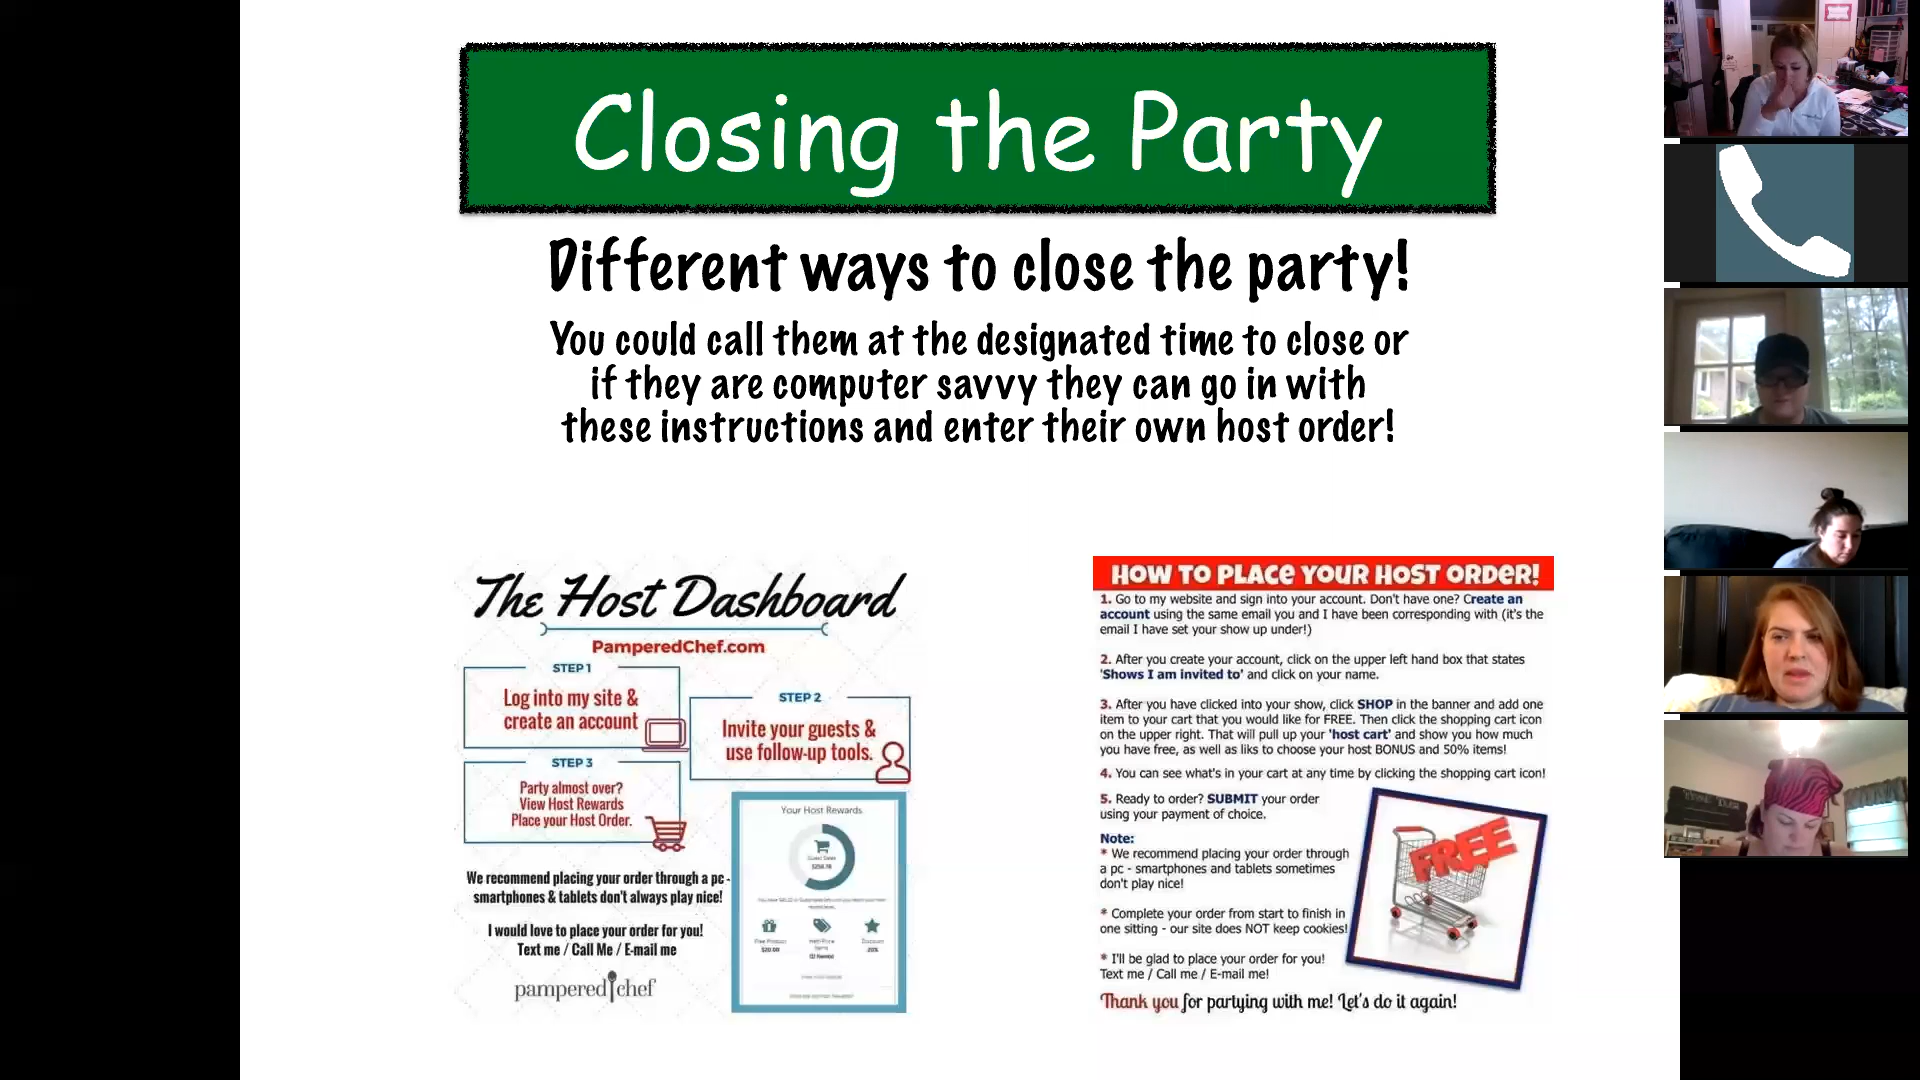 Closing the Party
Different ways to close the party!
You could call them at the designated time to close or
if they are computer savvy they can go in with
these instructions and enter their own host order!
The Host Dashboard
PamperedChef.com
STEP 1
Log into my site &
create an account
STEP 2
Invite your guests &
use follow-up tools.
STEP 3
Party almost over?
View Host Rewards
Place your Host Order.
We recommend placing your order through a pc -
smartphones & tablets don't always play nice!
I would love to place your order for you!
Text me / Call Me / E-mail me
pampered chef
Your Host Rewards
Guest Sales
Free Product
Half-Price
Items
Discount
$20.00
20%
HOW TO PLACE YOUR HOST ORDER!
1. Go to my website and sign into your account. Don't have one? Create an
account using the same email you and I have been corresponding with (it's the
email I have set your show up under!)
2. After you create your account, click on the upper left hand box that states
'Shows I am invited to' and click on your name.
3. After you have clicked into your show, click SHOP in the banner and add one
item to your cart that you would like for FREE. Then click the shopping cart icon
on the upper right. That will pull up your 'host cart' and show you how much
you have free, as well as liks to choose your host BONUS and 50% items!
4. You can see what's in your cart at any time by clicking the shopping cart icon!
5. Ready to order? SUBMIT your order
using your payment of choice.
Note:
* We recommend placing your order through
a pc - smartphones and tablets sometimes
don't play nice!
* Complete your order from start to finish in
one sitting - our site does NOT keep cookies!
* I'll be glad to place your order for you!
Text me / Call me / E-mail me!
FREE
Thank you for partying with me! Let's do it again!